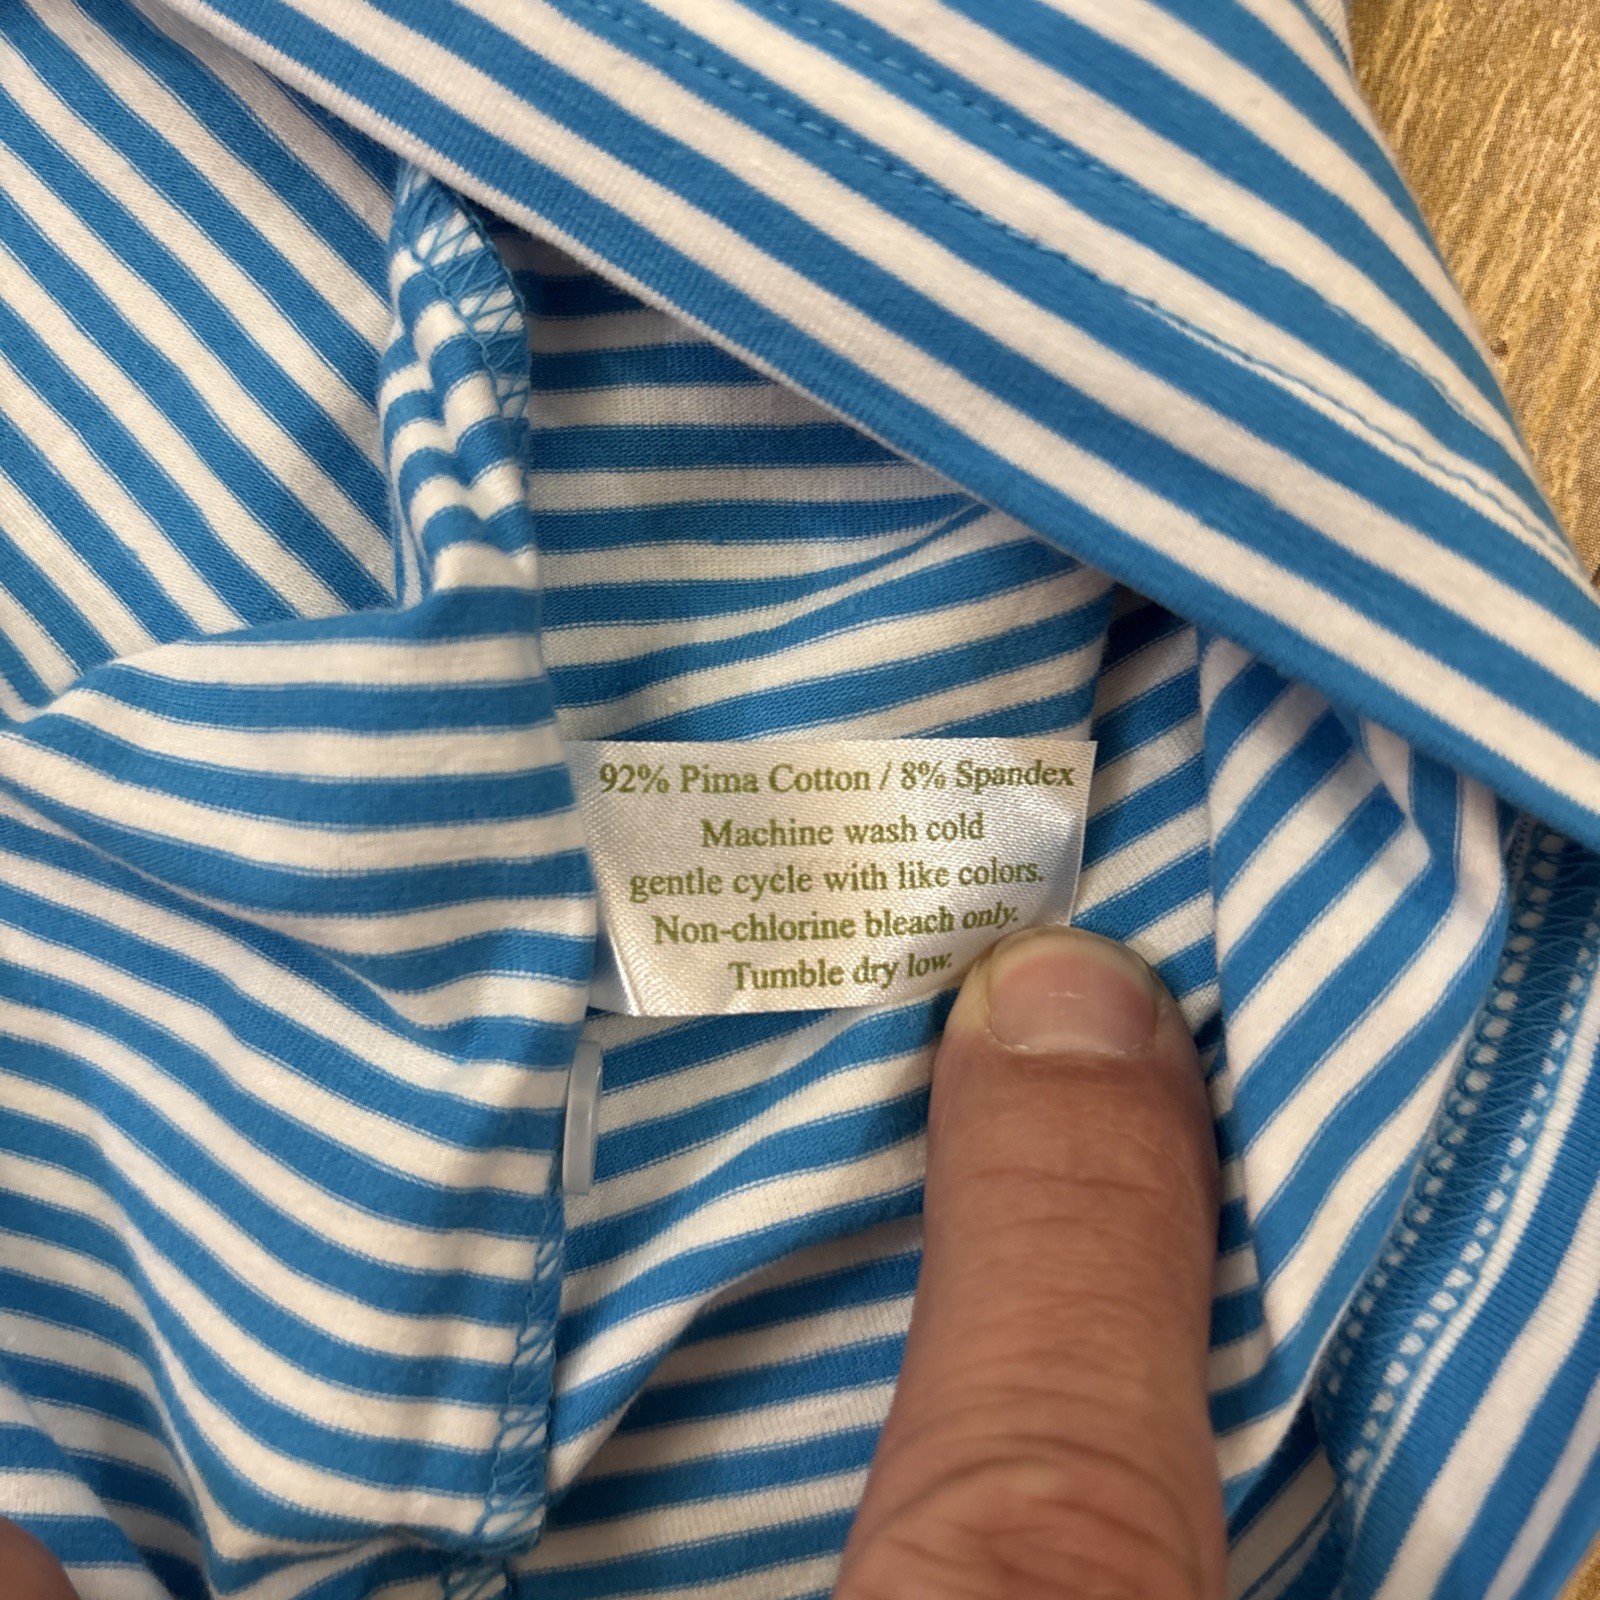 92% Pima Cotton / 8% Spandex
Machine wash cold
gentle cycle with like colors.
Non-chlorine bleach only.
Tumble dry low.